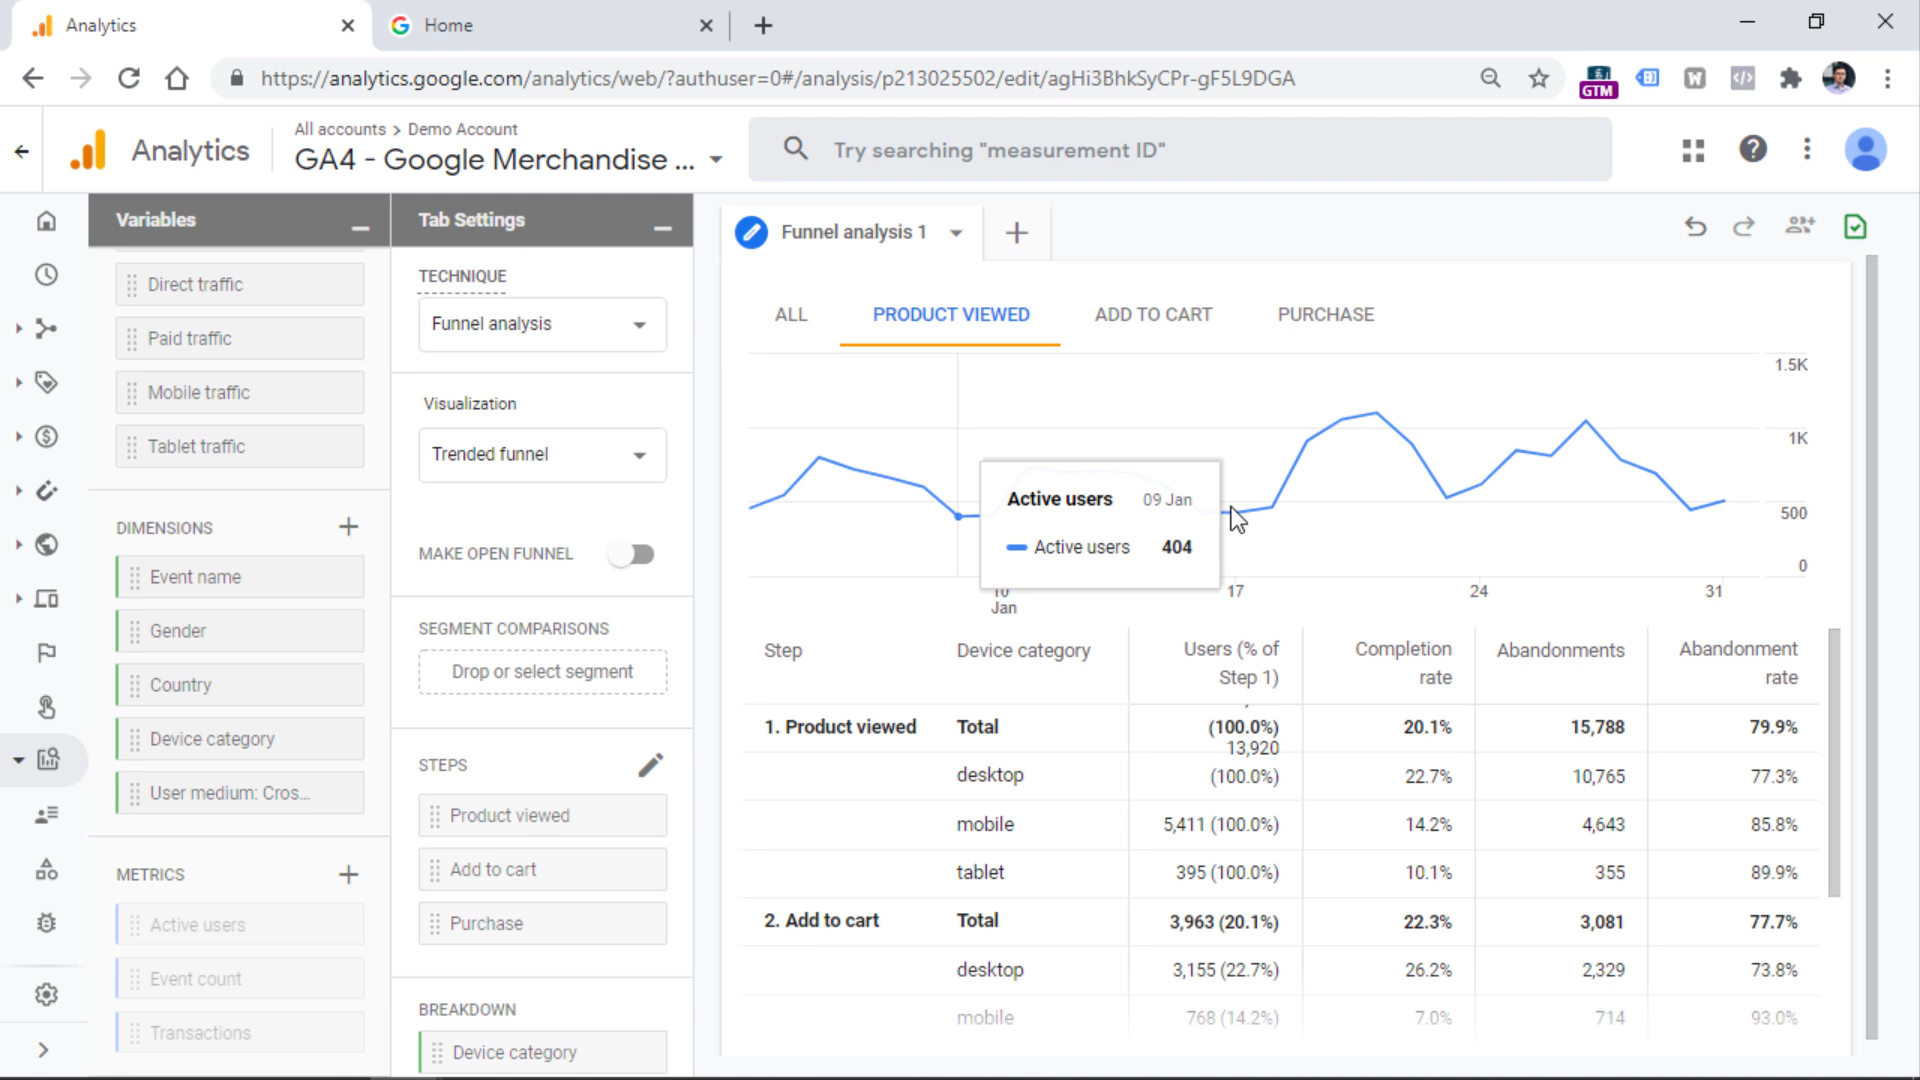 Analytics
Home
https://analytics.google.com/analytics/web/?authuser=0#/analysis/p213025502/edit/agHi3BhkSyCPr-gF5L9DGA
GTM
W
Analytics
All accounts > Demo Account
GA4 - Google Merchandise ...
Try searching "measurement ID"
Variables
Direct traffic
Paid traffic
Mobile traffic
Tablet traffic
DIMENSIONS
Event name
Gender
Country
Device category
User medium: Cros...
METRICS
Active users
Event count
Transactions
Tab Settings
TECHNIQUE
Funnel analysis
Visualization
Trended funnel
MAKE OPEN FUNNEL
SEGMENT COMPARISONS
Drop or select segment
STEPS
Product viewed
Add to cart
Purchase
BREAKDOWN
Device category
Funnel analysis 1
ALL PRODUCT VIEWED ADD TO CART PURCHASE
1.5K
1K
500
0
Active users 09 Jan
Active users 404
10 17 24 31
Jan
Step Device category Users (% of Step 1) Completion rate Abandonments Abandonment rate
1. Product viewed Total (100.0%) 20.1% 15,788 79.9%
desktop 13,920 (100.0%) 22.7% 10,765 77.3%
mobile 5,411 (100.0%) 14.2% 4,643 85.8%
tablet 395 (100.0%) 10.1% 355 89.9%
2. Add to cart Total 3,963 (20.1%) 22.3% 3,081 77.7%
desktop 3,155 (22.7%) 26.2% 2,329 73.8%
mobile 768 (14.2%) 7.0% 714 93.0%